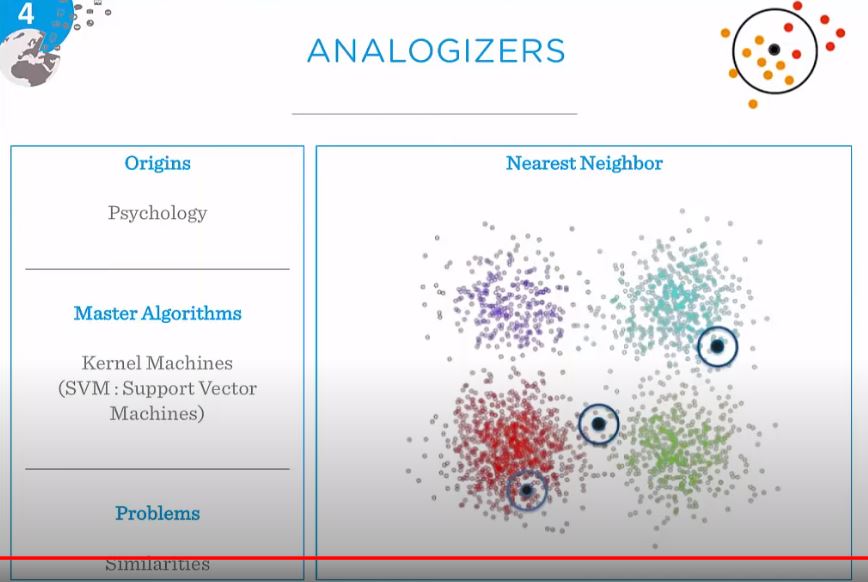 4
ANALOGIZERS
Origins
Psychology
Master Algorithms
Kernel Machines
(SVM : Support Vector
Machines)
Problems
Similarities
Nearest Neighbor